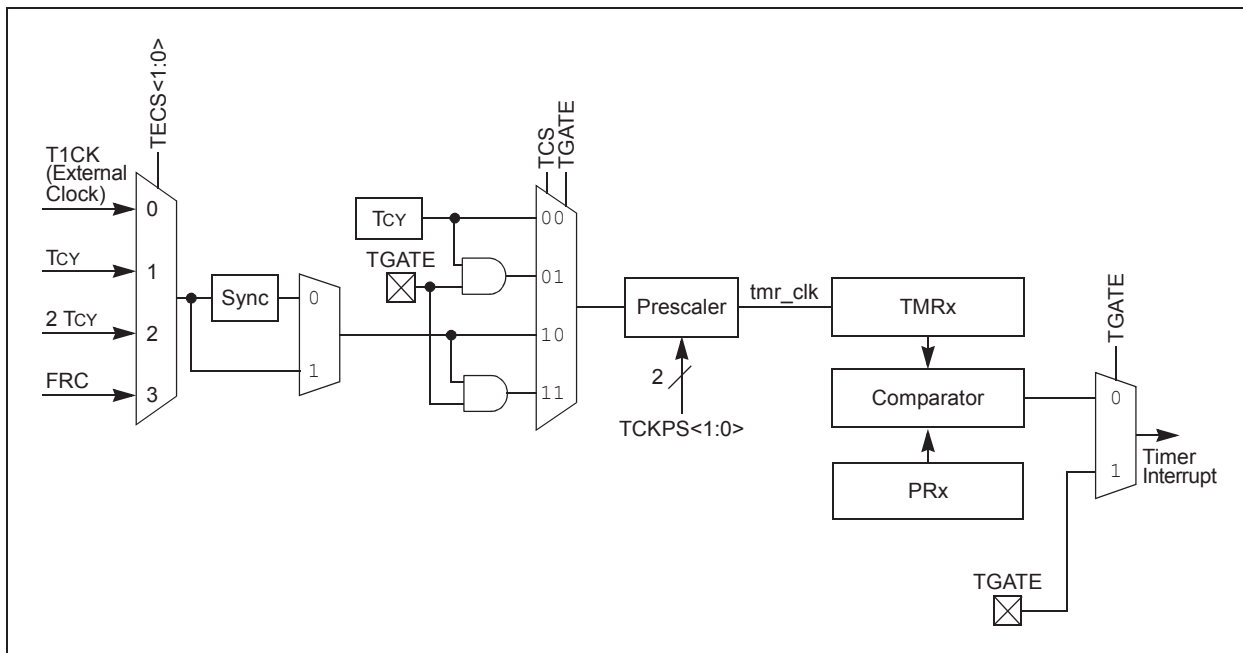 TECS<1:0>
T1CK
(External
Clock)
0
TCY
1
2 TCY
2
FRC
3
Sync
0
1
TCY
TGATE
TCS
TGATE
00
01
10
11
Prescaler
2
TCKPS<1:0>
tmr_clk
TMRx
Comparator
PRx
TGATE
0
1
Timer
Interrupt
TGATE